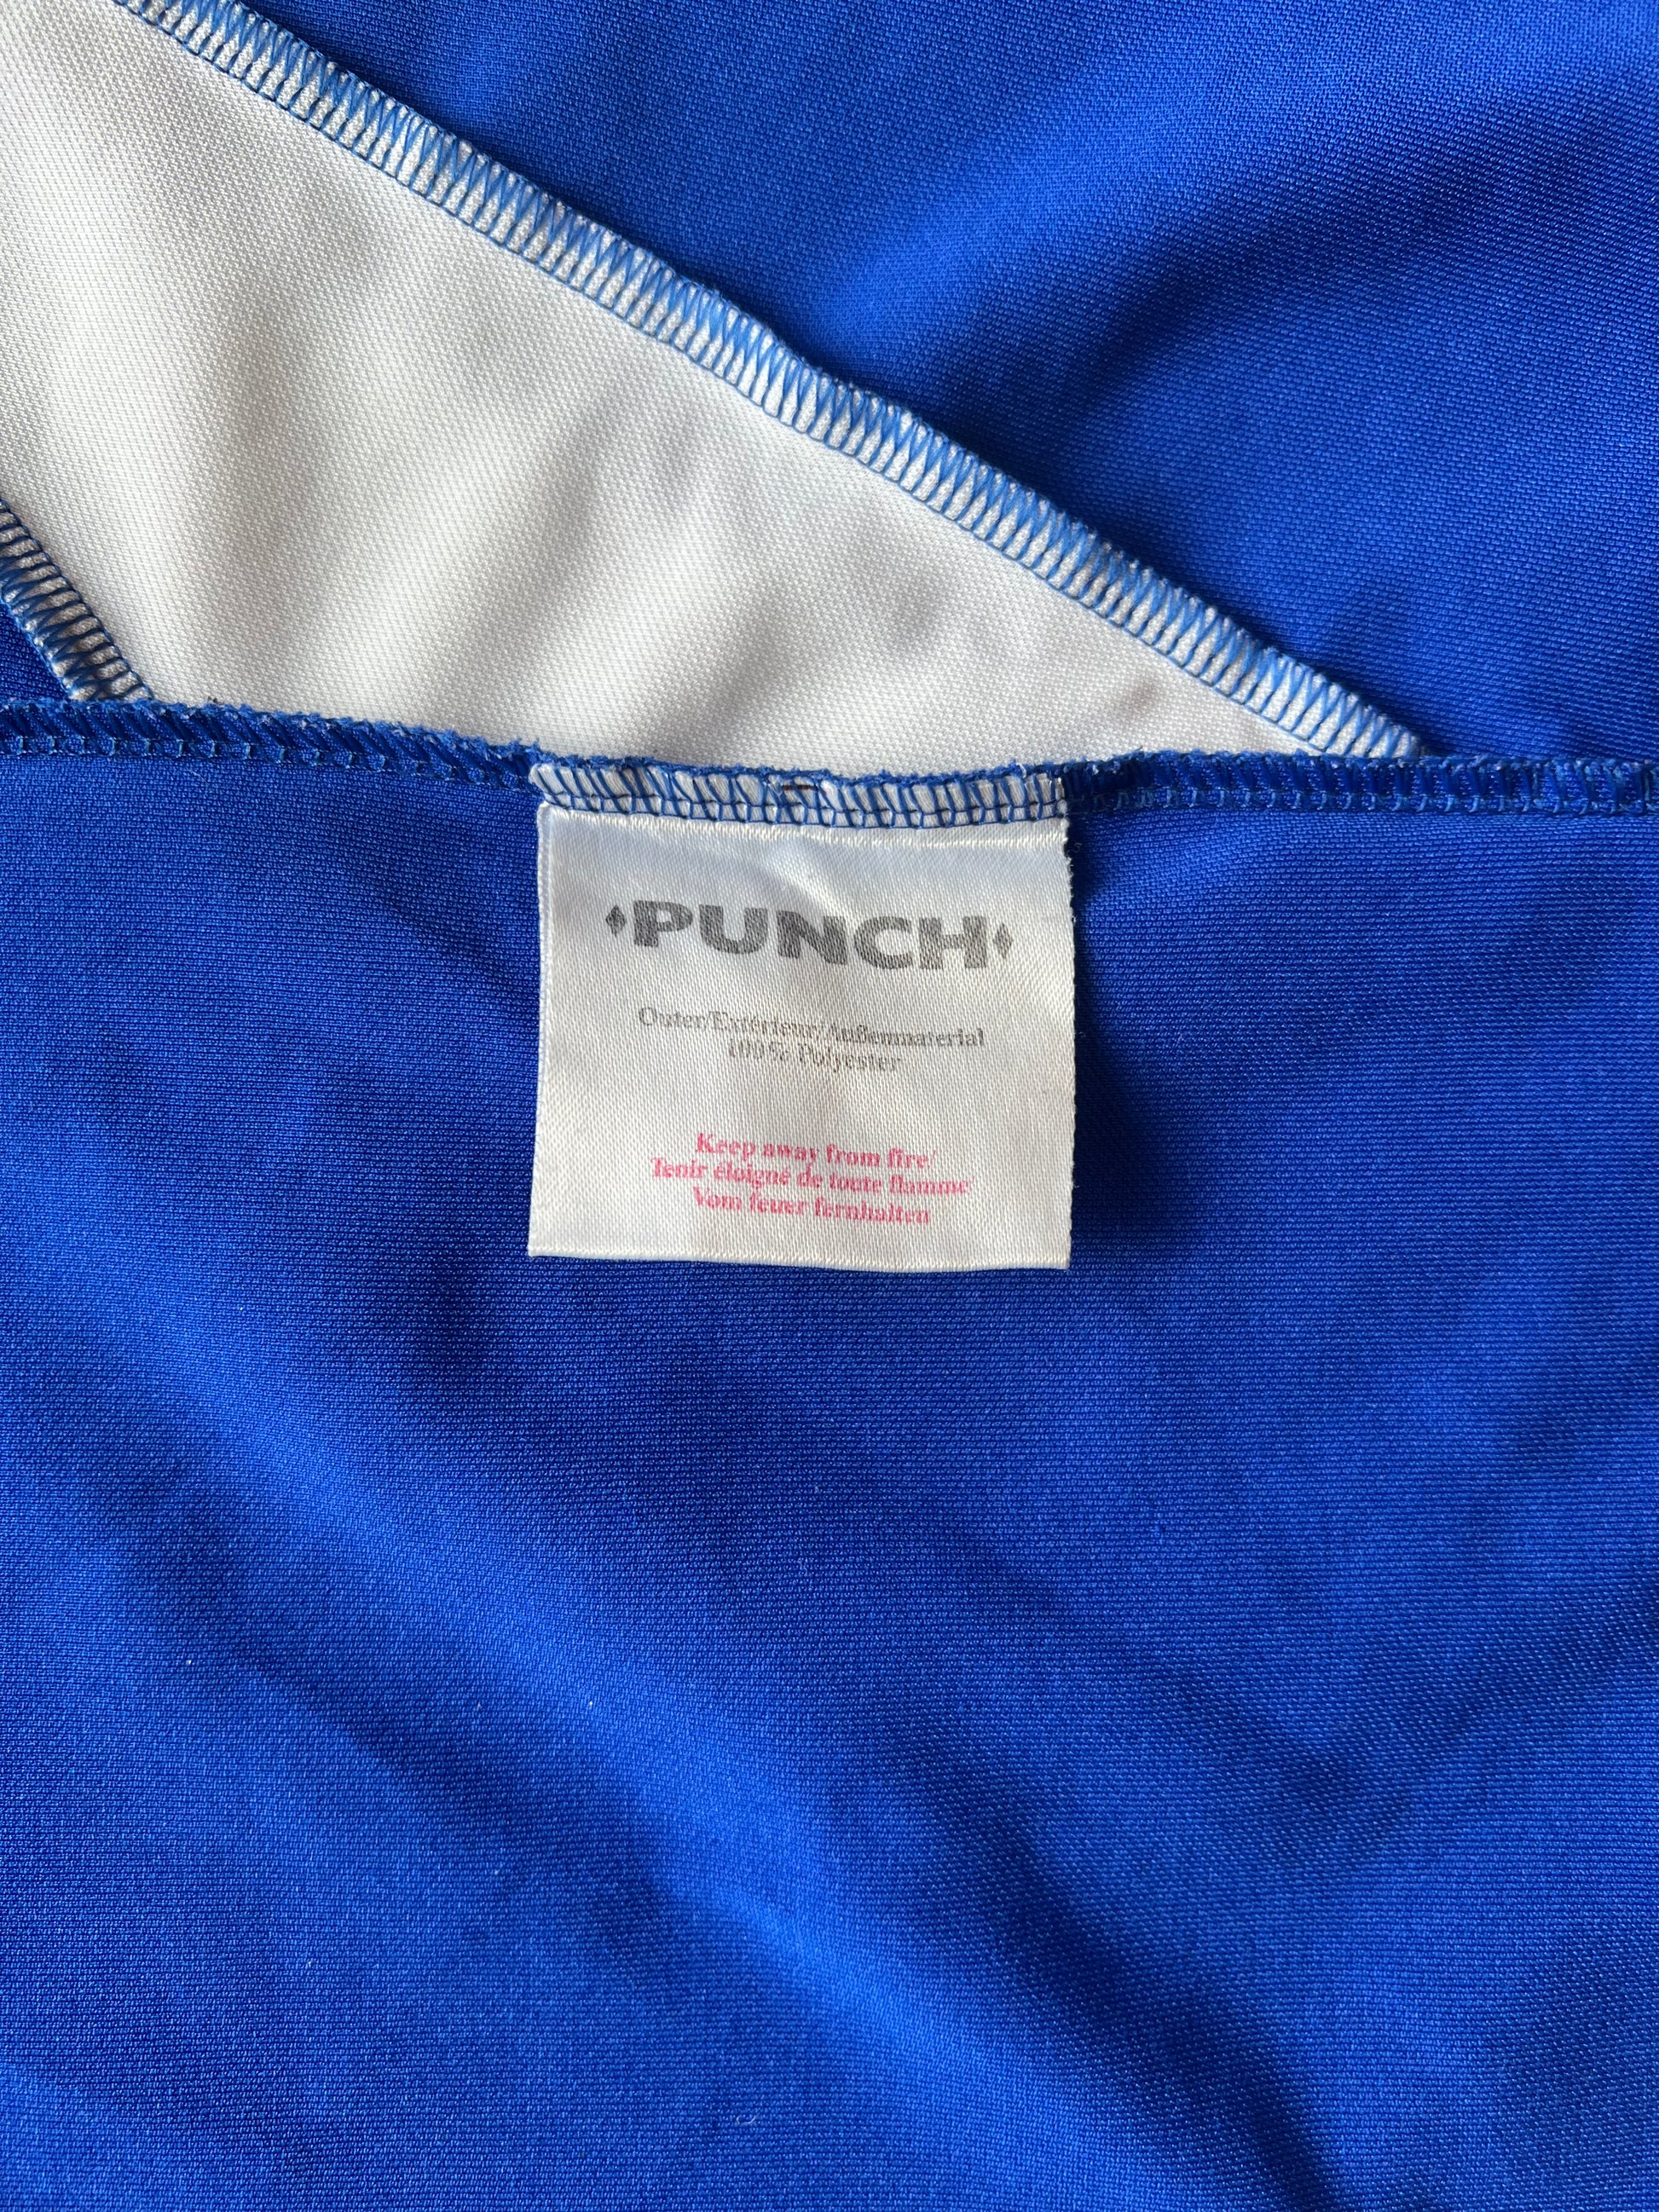 PUNCH
Outer/Extérieur/Außenmaterial
100% Polyester
Keep away from fire/
Tenir éloigné de toute flamme
Vom feuer fernhalten